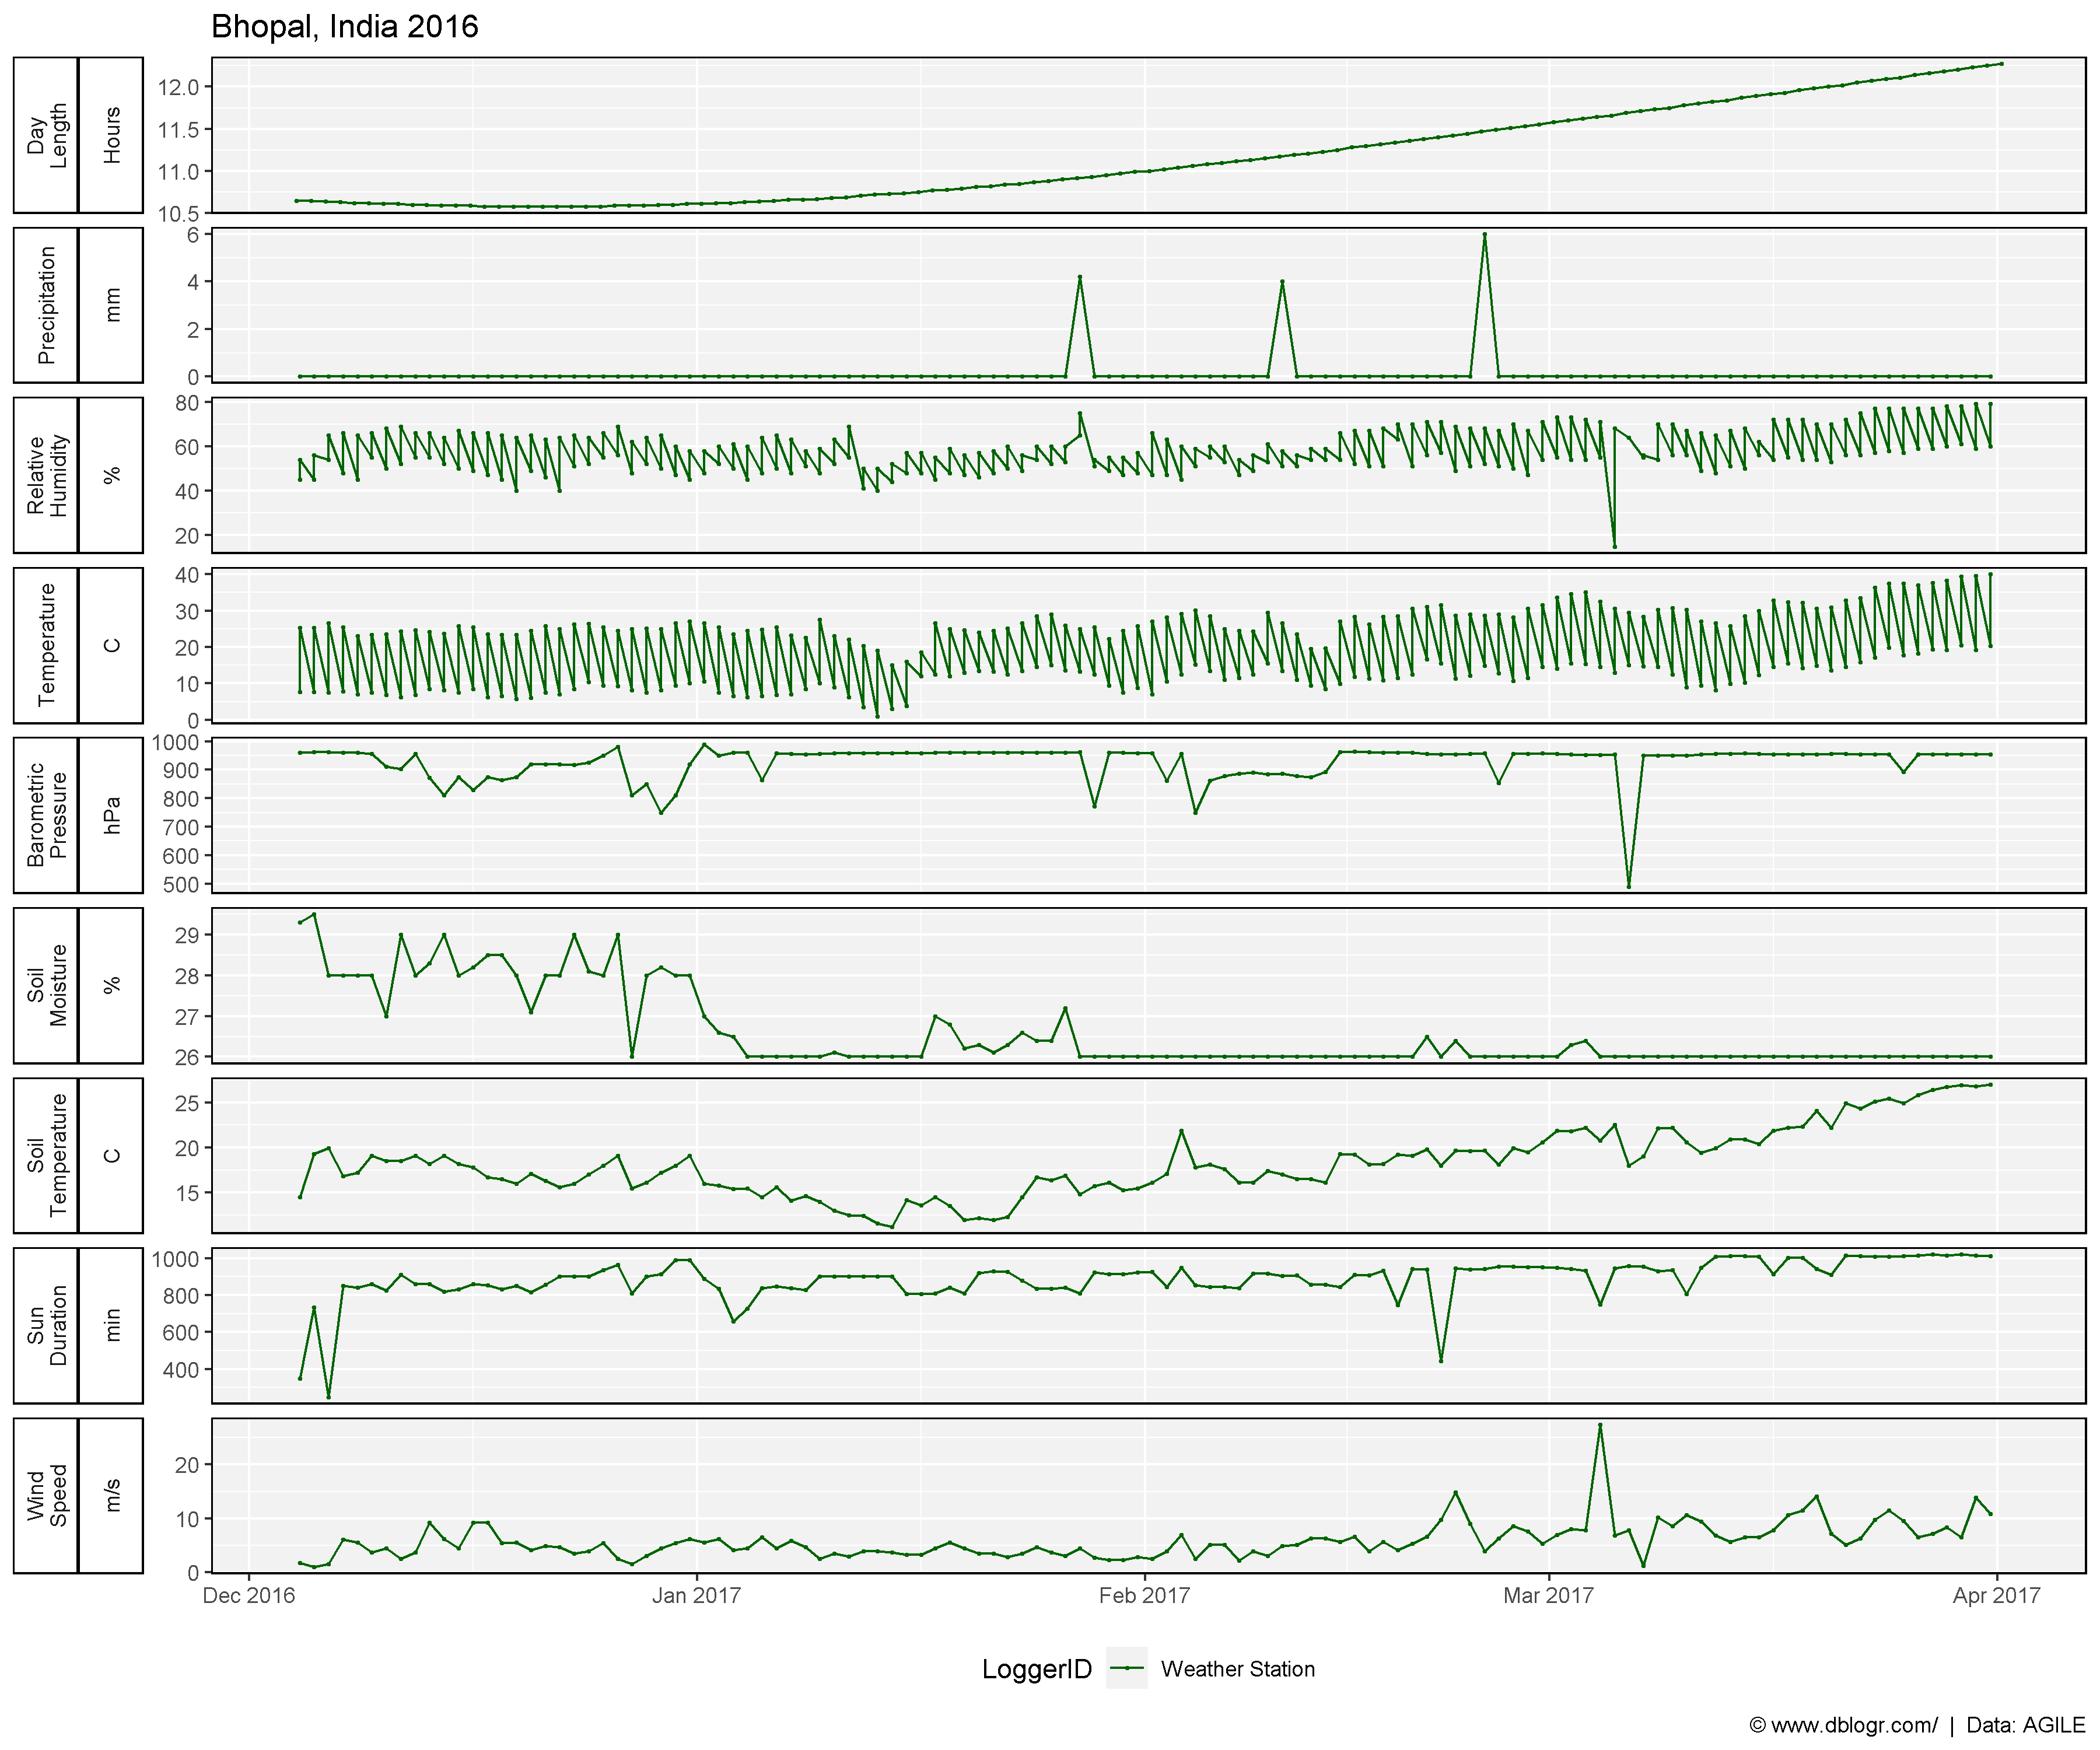 Bhopal, India 2016
Day
Length
Hours
12.0
11.5
11.0
10.5
Precipitation
mm
6
4
2
0
Relative
Humidity
%
80
60
40
20
Temperature
C
40
30
20
10
0
Barometric
Pressure
hPa
1000
900
800
700
600
500
Soil
Moisture
%
29
28
27
26
Soil
Temperature
C
25
20
15
Sun
Duration
min
1000
800
600
400
Wind
Speed
m/s
20
10
0
Dec 2016 Jan 2017 Feb 2017 Mar 2017 Apr 2017
LoggerID Weather Station
© www.dblogr.com/ | Data: AGILE